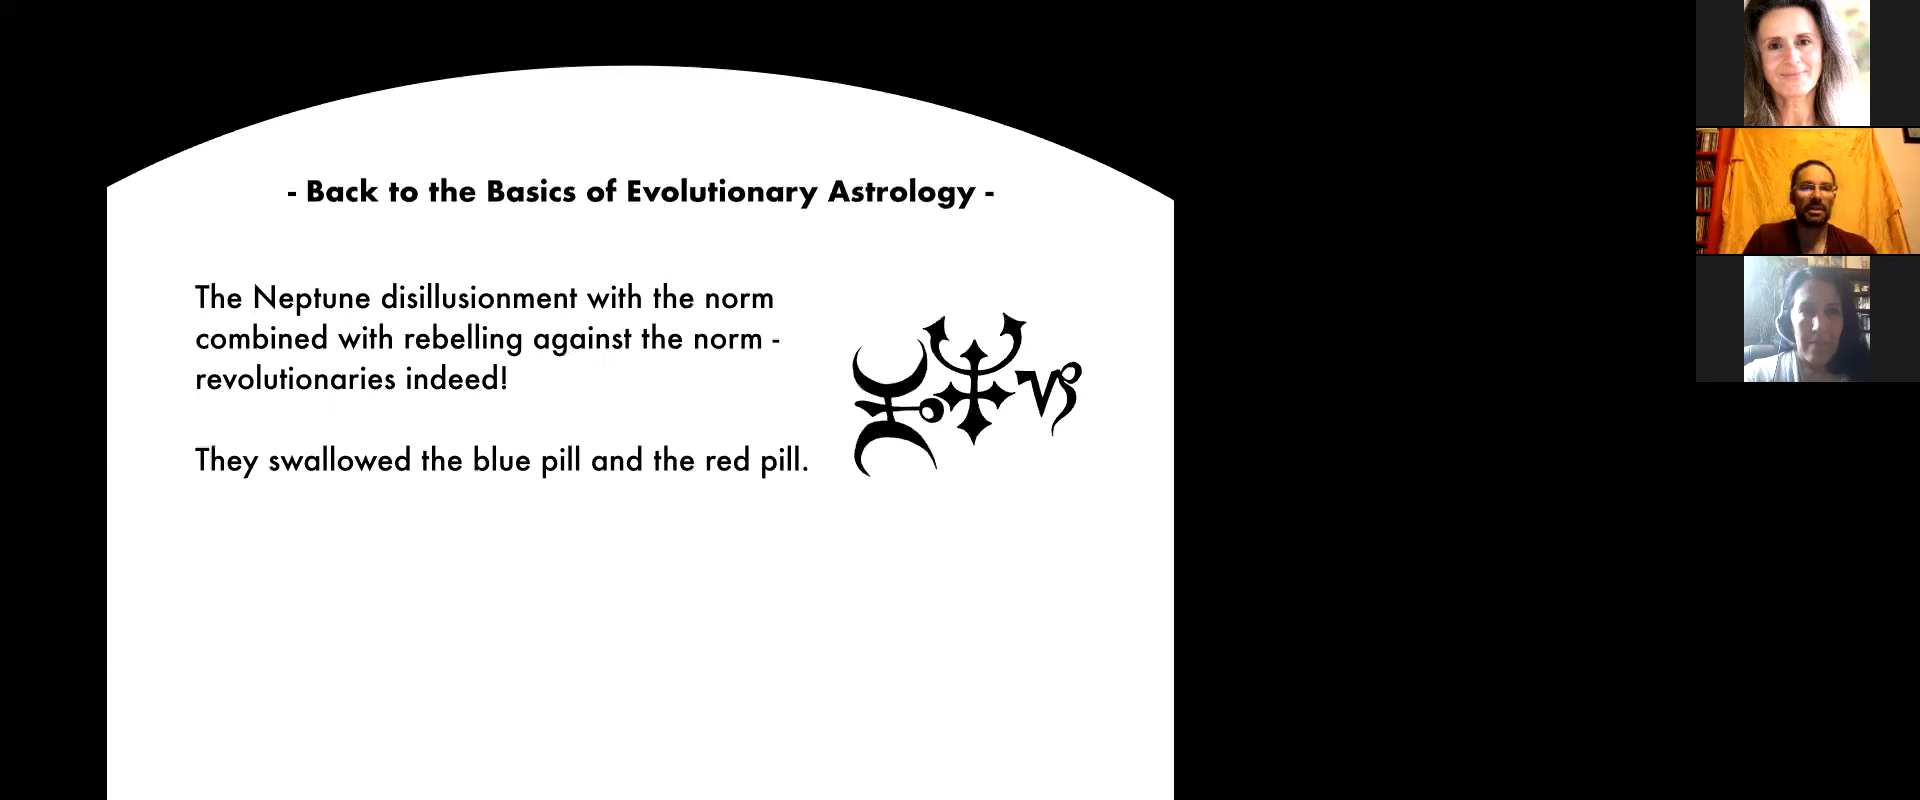 - Back to the Basics of Evolutionary Astrology -
The Neptune disillusionment with the norm
combined with rebelling against the norm -
revolutionaries indeed!
They swallowed the blue pill and the red pill.